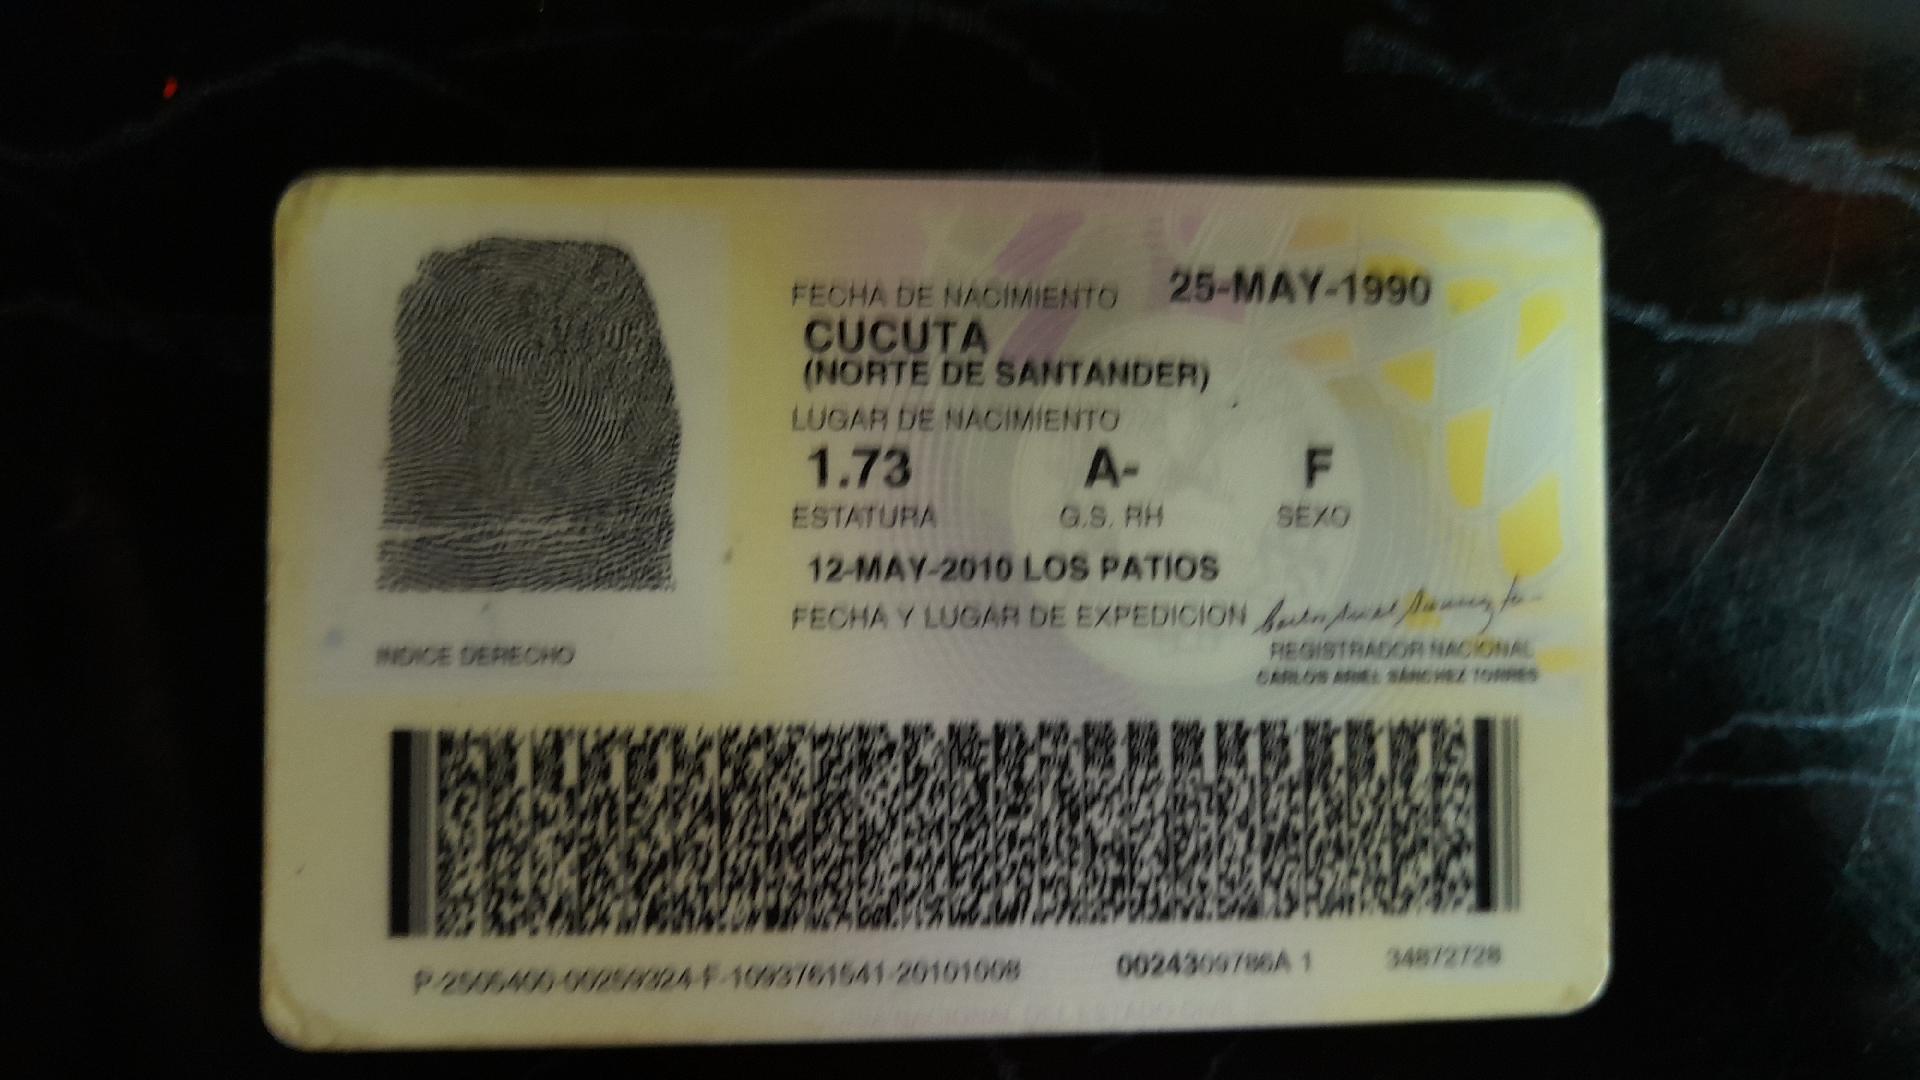 FECHA DE NACIMIENTO 25-MAY-1990
CUCUTA
(NORTE DE SANTANDER)
LUGAR DE NACIMIENTO
1.73 A- F
ESTATURA G.S. RH SEXO
12-MAY-2010 LOS PATIOS
FECHA Y LUGAR DE EXPEDICION
INDICE DERECHO
REGISTRADOR NACIONAL
CARLOS ARIEL SÁNCHEZ TORRES
P-2505400-00259324-F-1093761541-20101008 0024309786A 1 34872728